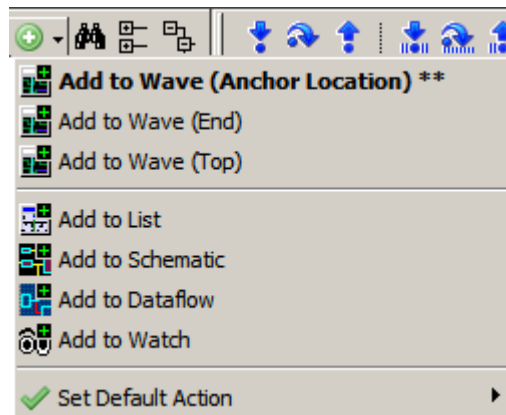 Add to Wave (Anchor Location) **
Add to Wave (End)
Add to Wave (Top)
Add to List
Add to Schematic
Add to Dataflow
Add to Watch
Set Default Action